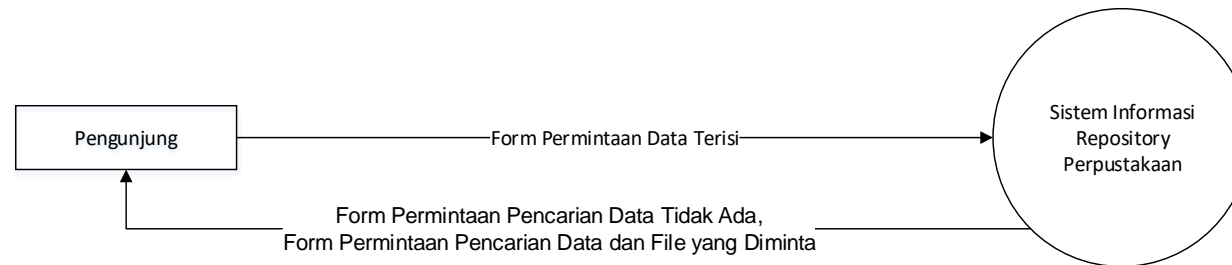 Pengunjung
Form Permintaan Data Terisi
Sistem Informasi
Repository
Perpustakaan
Form Permintaan Pencarian Data Tidak Ada,
Form Permintaan Pencarian Data dan File yang Diminta